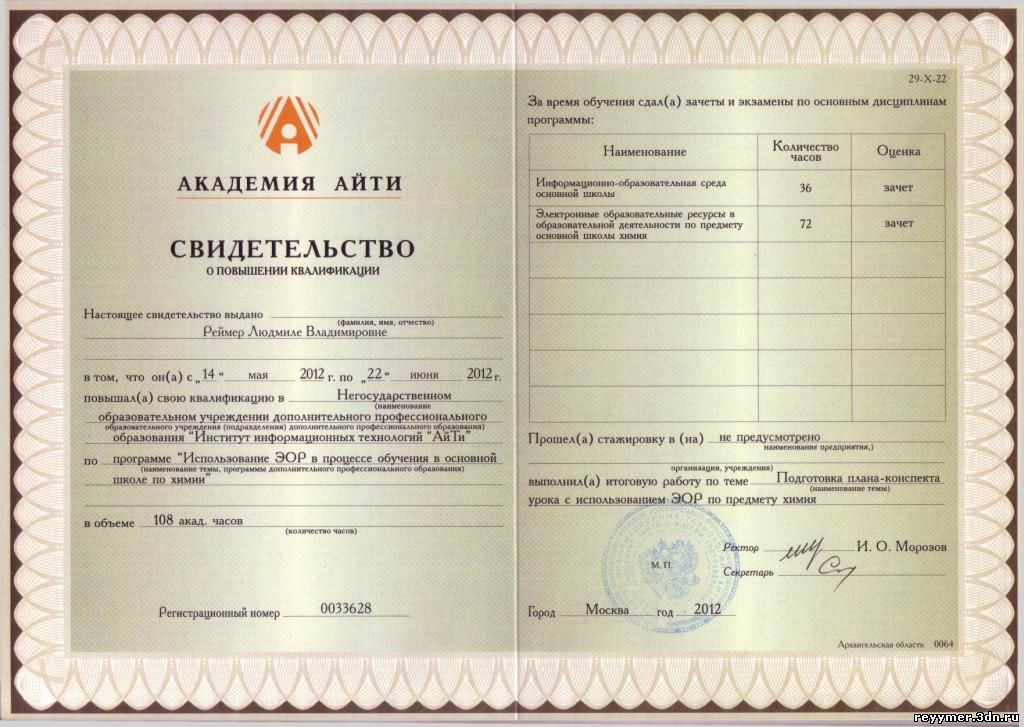 АКАДЕМИЯ АЙТИ
СВИДЕТЕЛЬСТВО
О ПОВЫШЕНИИ КВАЛИФИКАЦИИ
Настоящее свидетельство выдано
(фамилия, имя, отчество)
Реймер Людмиле Владимировне
в том, что он(а) с „14“ мая 2012 г. по „22“ июня 2012 г.
повышал(а) свою квалификацию в Негосударственном
(наименование
образовательном учреждении дополнительного профессионального
образовательного учреждения (подразделения) дополнительного профессионального образования)
образования "Институт информационных технологий "АйТи"
по программе "Использование ЭОР в процессе обучения в основной
(наименование темы, программы дополнительного профессионального образования)
школе по химии"
в объеме 108 акад. часов
(количество часов)
Регистрационный номер 0033628
29-X-22
За время обучения сдал(а) зачеты и экзамены по основным дисциплинам
программы:
Наименование Количество часов Оценка
Информационно-образовательная среда
основной школы 36 зачет
Электронные образовательные ресурсы в
образовательной деятельности по предмету 72 зачет
основной школы химия
Прошел(а) стажировку в (на) не предусмотрено
наименование предприятия,)
организации, учреждения)
выполнил(а) итоговую работу по теме Подготовка плана-конспекта
(наименование темы)
урока с использованием ЭОР по предмету химия
М.П.
Ректор И. О. Морозов
Секретарь
Город Москва год 2012
Архангельская область 0064
reyymer.3dn.ru